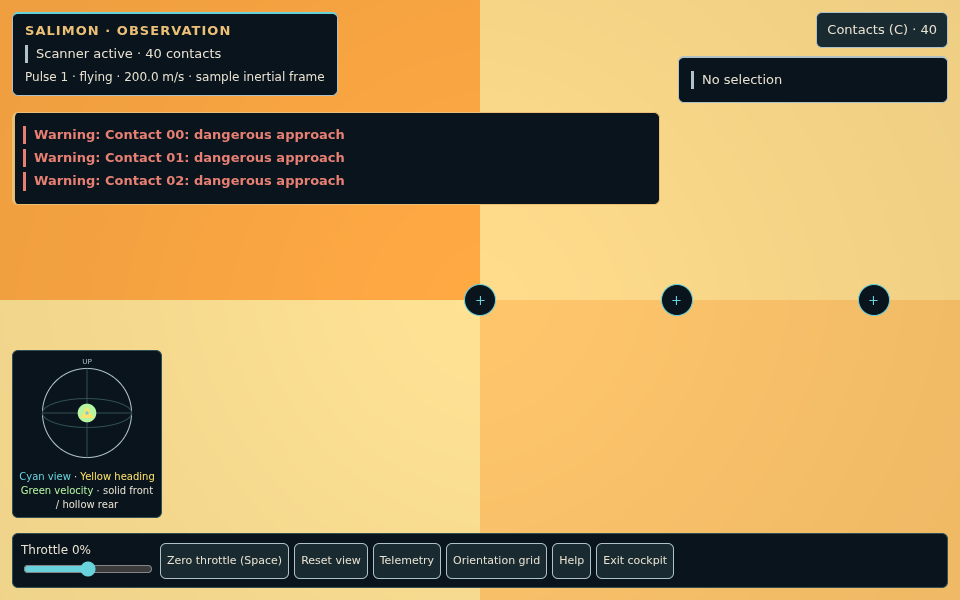 SALIMON · OBSERVATION
Scanner active · 40 contacts
Pulse 1 · flying · 200.0 m/s · sample inertial frame
Contacts (C) · 40
No selection
Warning: Contact 00: dangerous approach
Warning: Contact 01: dangerous approach
Warning: Contact 02: dangerous approach
+ + +
UP
Cyan view · Yellow heading
Green velocity · solid front
/ hollow rear
Throttle 0%
Zero throttle (Space) Reset view Telemetry Orientation grid Help Exit cockpit